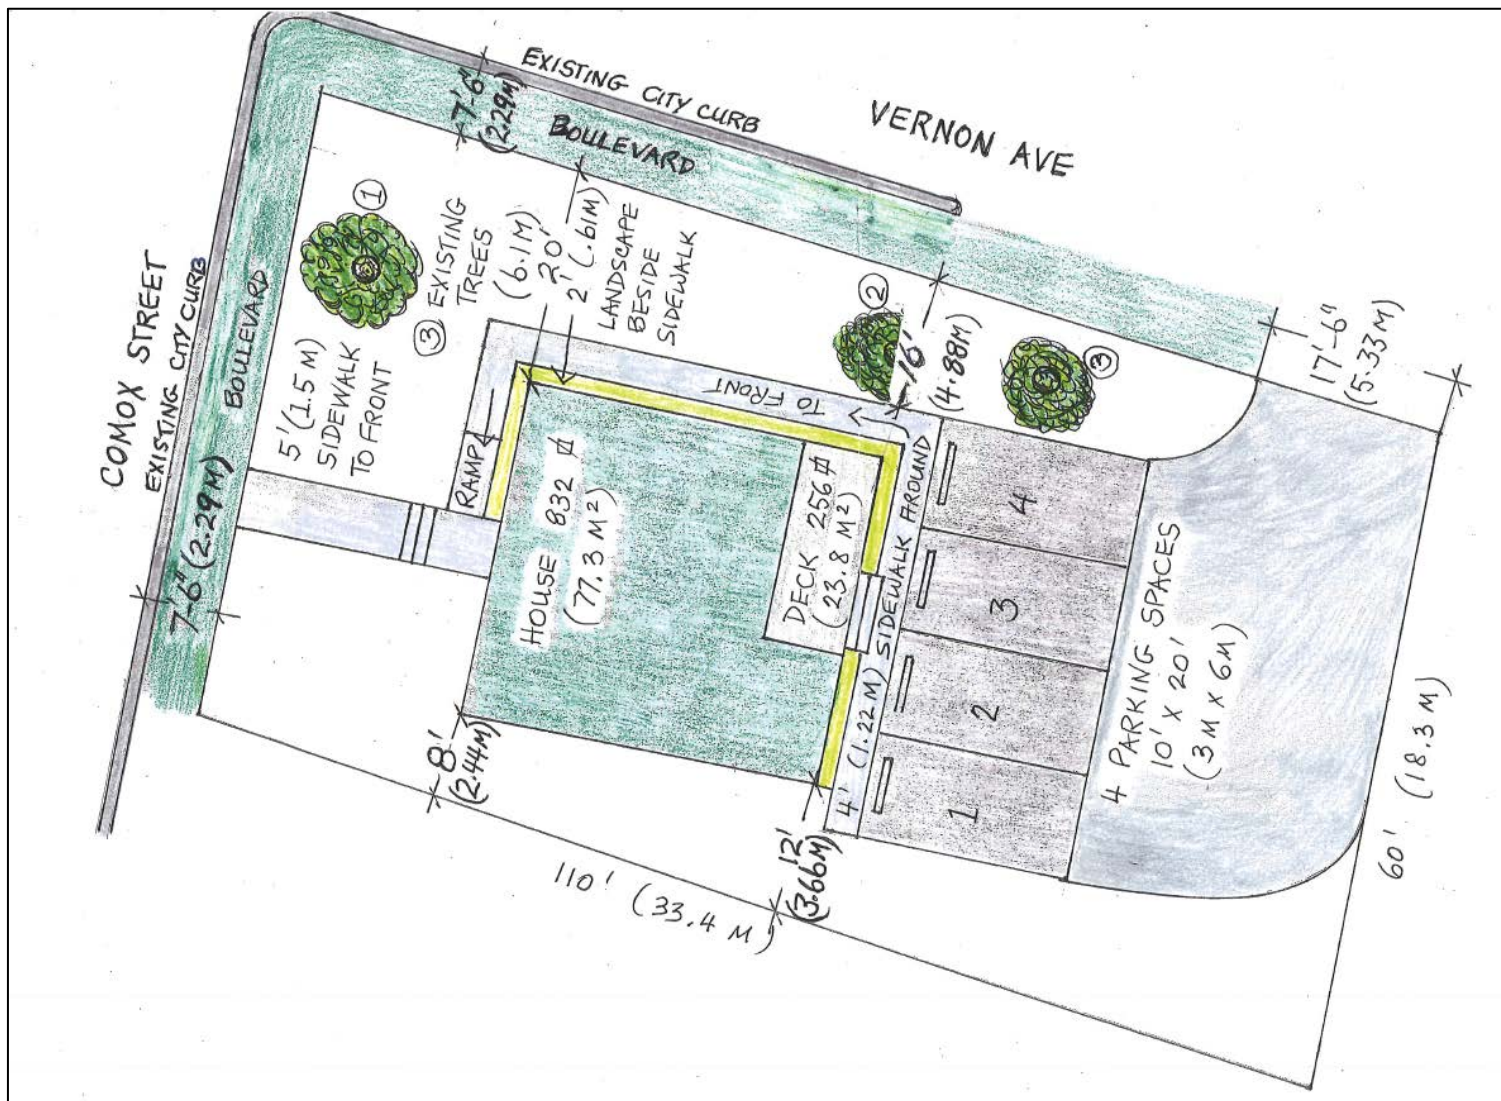 EXISTING CITY CURB
VERNON AVE
7'-6"
(2.29M)
BOULEVARD
COMOX STREET
EXISTING CITY CURB
BOULEVARD
7'-6" (2.29M)
①
③ EXISTING
TREES
(6.1M)
20'
2' (.61M)
LANDSCAPE
BESIDE
SIDEWALK
5' (1.5 M)
SIDEWALK
TO FRONT
RAMP
②
16'
(4.88M)
③
17'-6"
(5.33M)
TO FRONT
HOUSE 832 ⏍
(77.3 M²)
DECK 256 ⏍
(23.8 M²)
4' (1.22 M) SIDEWALK AROUND
4
3
2
1
4 PARKING SPACES
10' X 20'
(3M X 6M)
8'
(2.44M)
12'
(3.66M)
110' (33.4 M)
60' (18.3 M)